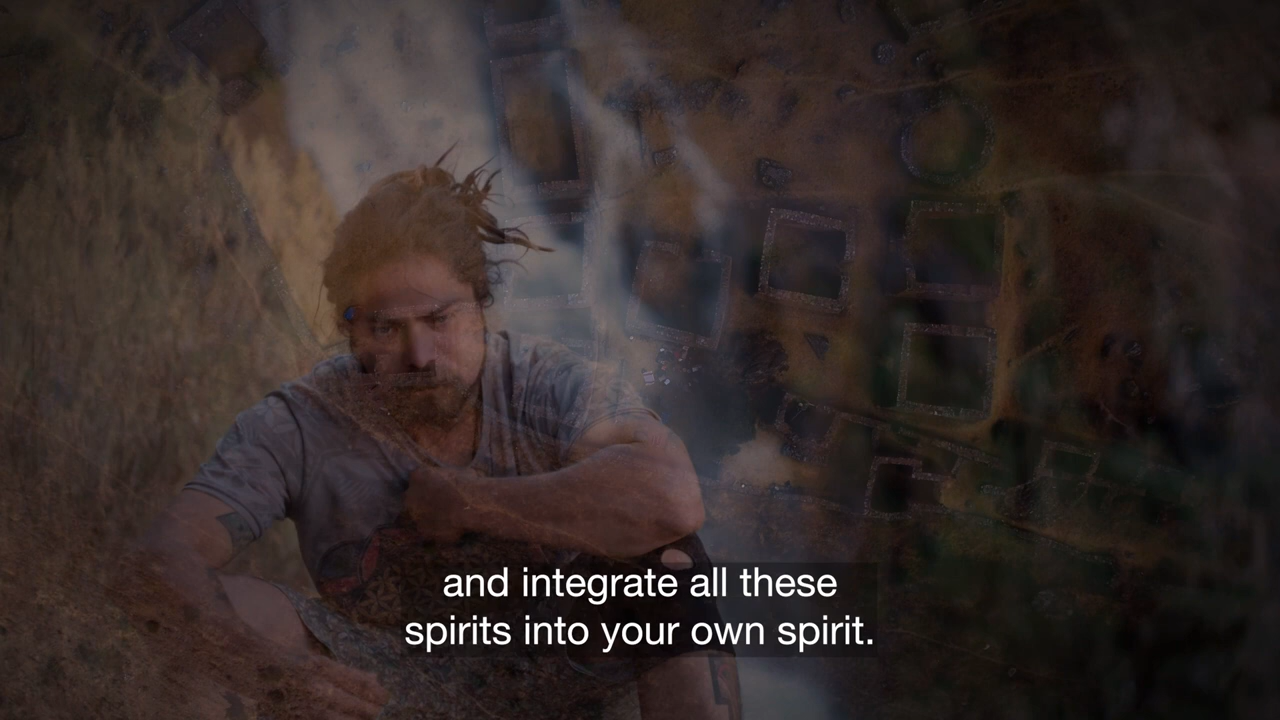 and integrate all these
spirits into your own spirit.